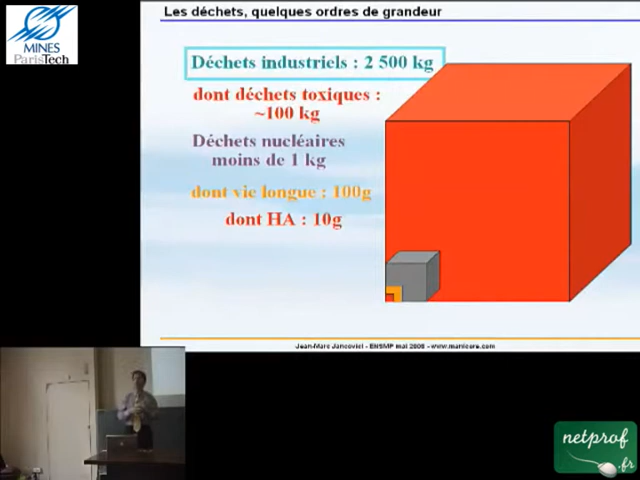 Les déchets, quelques ordres de grandeur
MINES
ParisTech
Déchets industriels : 2 500 kg
dont déchets toxiques :
~100 kg
Déchets nucléaires
moins de 1 kg
dont vie longue : 100g
dont HA : 10g
Jean-Marc Jancovici - ENSMP mai 2008 - www.manicore.com
netprof
.fr